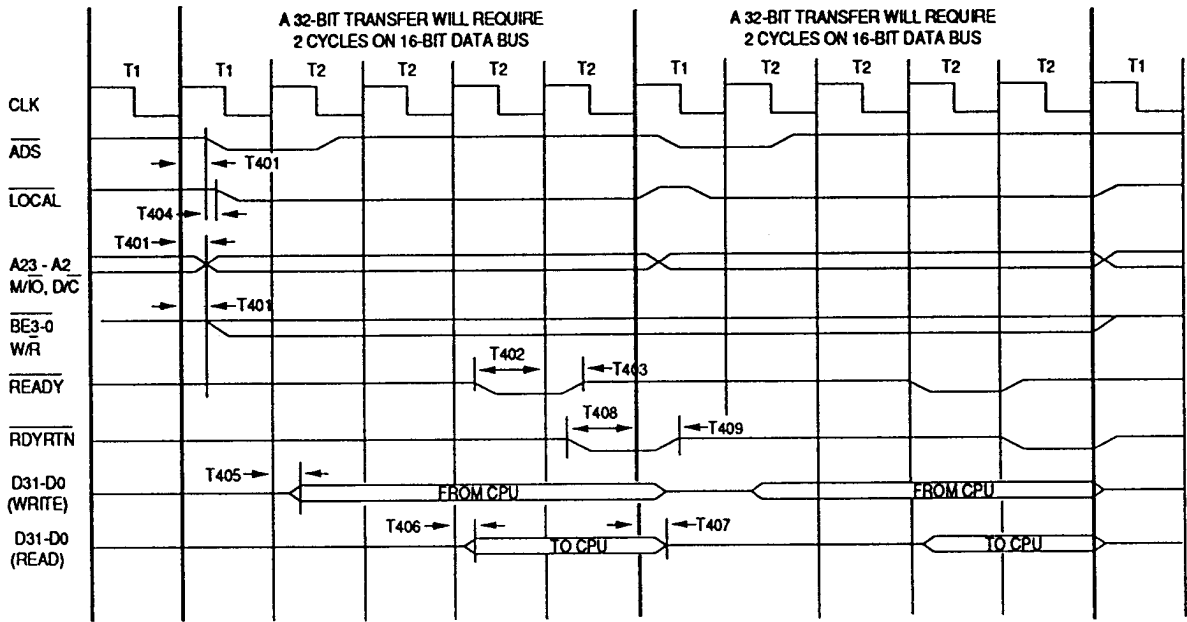 A 32-BIT TRANSFER WILL REQUIRE
2 CYCLES ON 16-BIT DATA BUS
A 32-BIT TRANSFER WILL REQUIRE
2 CYCLES ON 16-BIT DATA BUS
T1 T1 T2 T2 T2 T2 T1 T2 T2 T2 T2 T1
CLK
ADS
T401
LOCAL
T404
T401
A23 - A2
M/IO, D/C
T401
BE3-0
W/R
T402
READY
T403
T408
RDYRTN
T409
D31-D0
(WRITE)
T405
FROM CPU
FROM CPU
T406
T407
D31-D0
(READ)
TO CPU
TO CPU